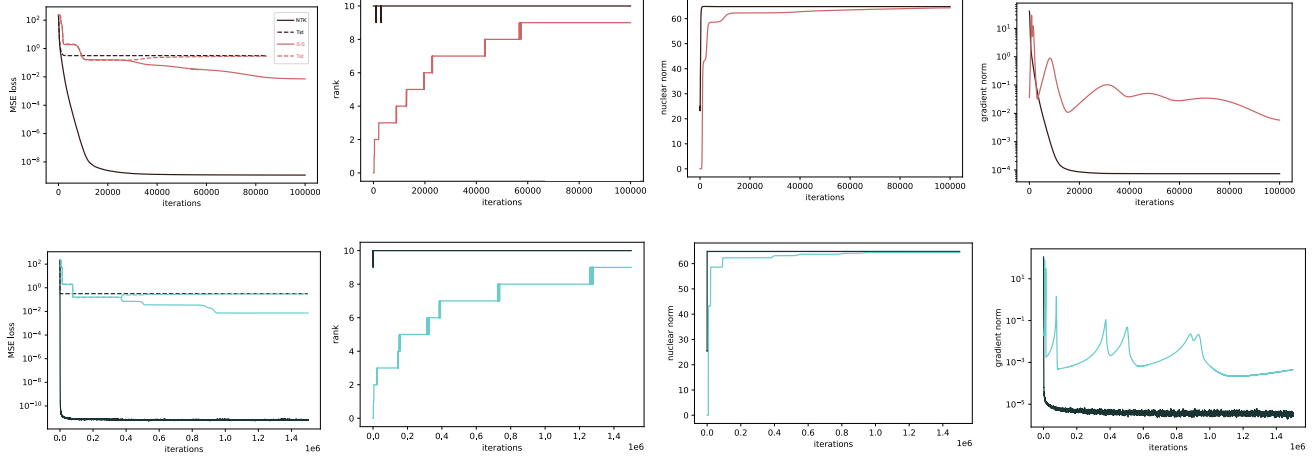 MSE loss
10² 10⁰ 10⁻² 10⁻⁴ 10⁻⁶ 10⁻⁸
NTK
Tst
S-S
Tst
0 20000 40000 60000 80000 100000
iterations
rank
10 8 6 4 2 0
0 20000 40000 60000 80000 100000
iterations
nuclear norm
60 50 40 30 20 10 0
0 20000 40000 60000 80000 100000
iterations
gradient norm
10¹ 10⁰ 10⁻¹ 10⁻² 10⁻³ 10⁻⁴
0 20000 40000 60000 80000 100000
iterations
MSE loss
10² 10⁰ 10⁻² 10⁻⁴ 10⁻⁶ 10⁻⁸ 10⁻¹⁰
0.0 0.2 0.4 0.6 0.8 1.0 1.2 1.4
iterations 1e6
rank
10 8 6 4 2 0
0.0 0.2 0.4 0.6 0.8 1.0 1.2 1.4
iterations 1e6
nuclear norm
60 50 40 30 20 10 0
0.0 0.2 0.4 0.6 0.8 1.0 1.2 1.4
iterations 1e6
gradient norm
10¹ 10⁻¹ 10⁻³ 10⁻⁵
0.0 0.2 0.4 0.6 0.8 1.0 1.2 1.4
iterations 1e6